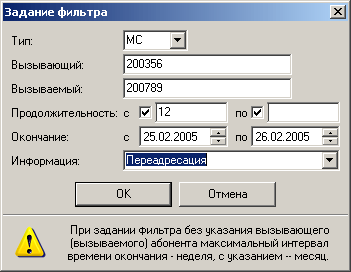 Задание фильтра
Тип: МС
Вызывающий: 200356
Вызываемый: 200789
Продолжительность: с 12 по
Окончание: с 25.02.2005 по 26.02.2005
Информация: Переадресация
OK Отмена
При задании фильтра без указания вызывающего
(вызываемого) абонента максимальный интервал
времени окончания - неделя, с указанием -- месяц.